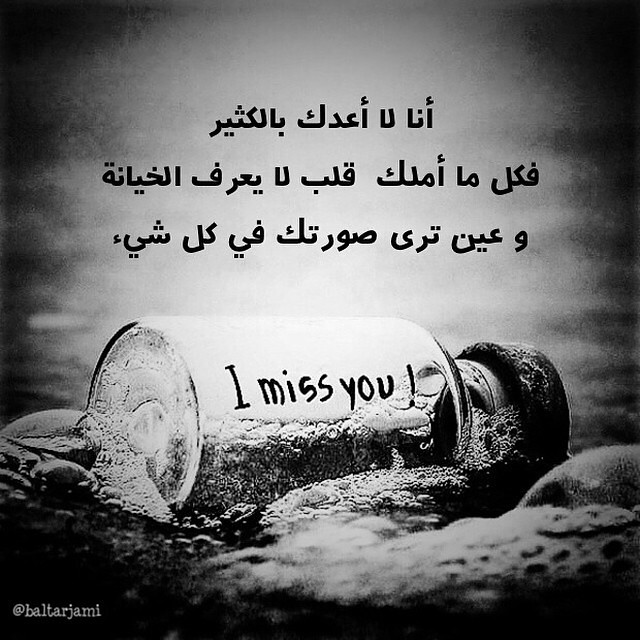 أنا لا أعدك بالكثير
فكل ما أملك قلب لا يعرف الخيانة
و عين ترى صورتك في كل شيء
I miss you !
@baltarjami